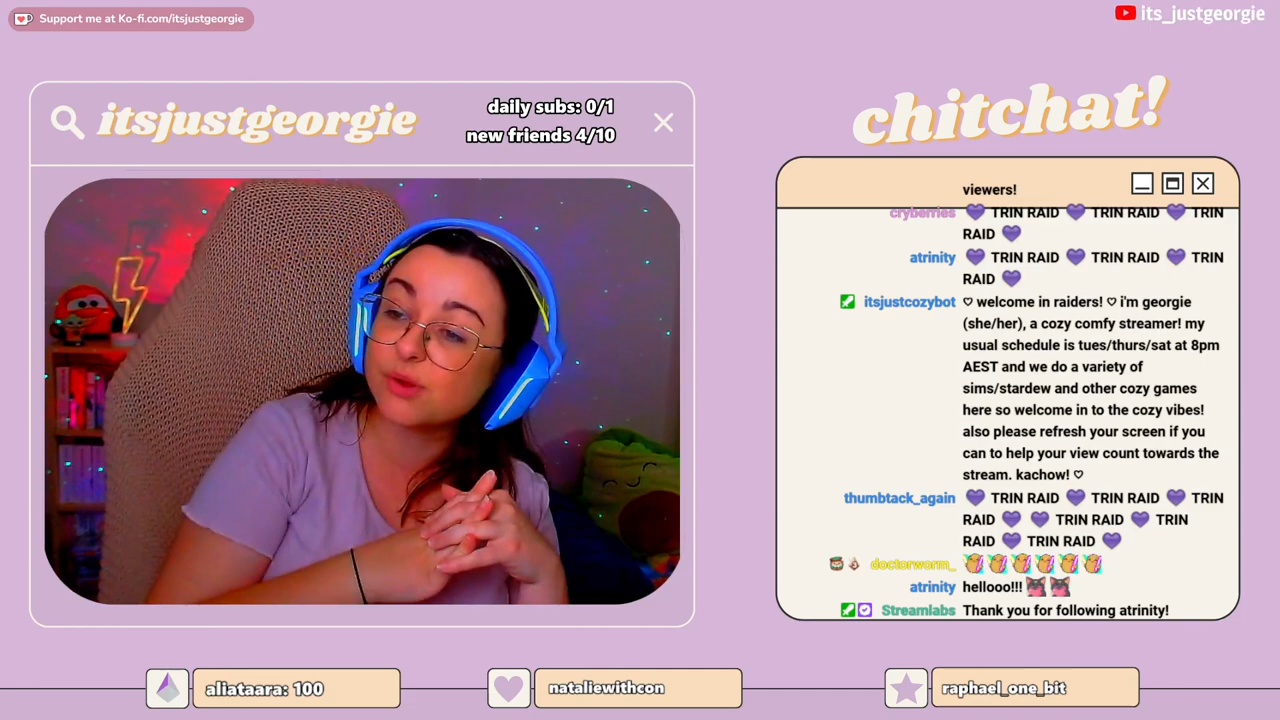 Support me at Ko-fi.com/itsjustgeorgie
its_justgeorgie
itsjustgeorgie
daily subs: 0/1
new friends 4/10
chitchat!
viewers!
cryberries 💜 TRIN RAID 💜 TRIN RAID 💜 TRIN
RAID 💜
atrinity 💜 TRIN RAID 💜 TRIN RAID 💜 TRIN
RAID 💜
itsjustcozybot ♡ welcome in raiders! ♡ i'm georgie
(she/her), a cozy comfy streamer! my
usual schedule is tues/thurs/sat at 8pm
AEST and we do a variety of
sims/stardew and other cozy games
here so welcome in to the cozy vibes!
also please refresh your screen if you
can to help your view count towards the
stream. kachow! ♡
thumbtack_again 💜 TRIN RAID 💜 TRIN RAID 💜 TRIN
RAID 💜 💜 TRIN RAID 💜 TRIN
RAID 💜 TRIN RAID 💜
doctorworm_
atrinity hellooo!!!
Streamlabs Thank you for following atrinity!
aliataara: 100
nataliewithcon
raphael_one_bit